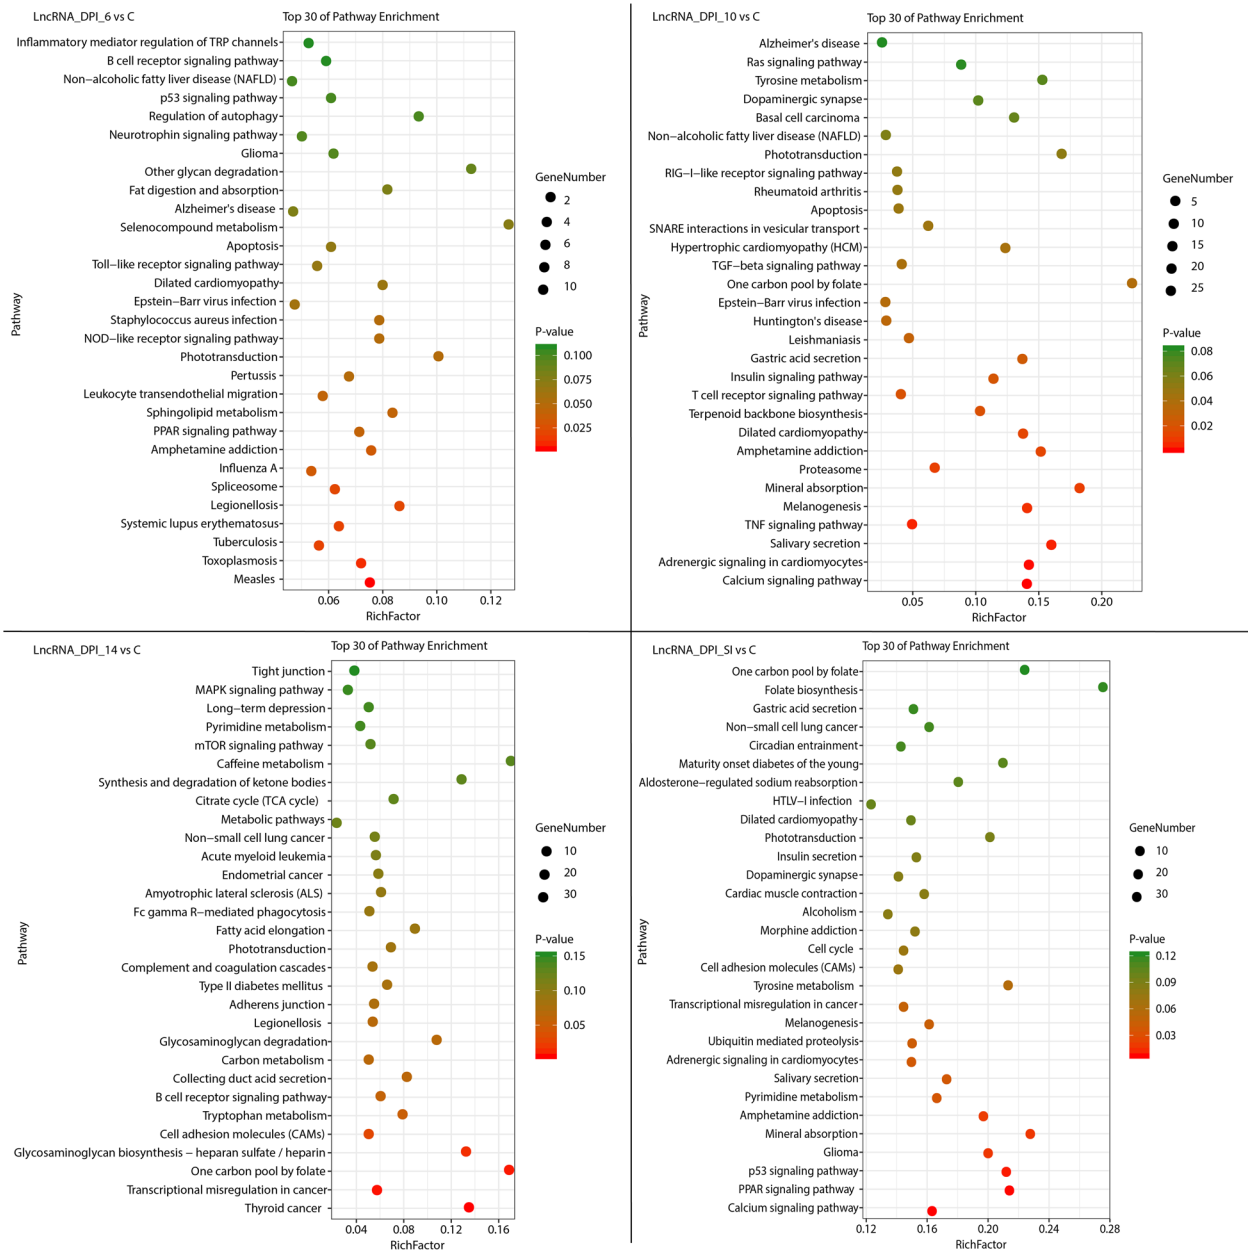 LncRNA_DPI_6 vs C
Top 30 of Pathway Enrichment
Inflammatory mediator regulation of TRP channels
B cell receptor signaling pathway
Non−alcoholic fatty liver disease (NAFLD)
p53 signaling pathway
Regulation of autophagy
Neurotrophin signaling pathway
Glioma
Other glycan degradation
Fat digestion and absorption
Alzheimer's disease
Selenocompound metabolism
Apoptosis
Toll−like receptor signaling pathway
Dilated cardiomyopathy
Epstein−Barr virus infection
Staphylococcus aureus infection
NOD−like receptor signaling pathway
Phototransduction
Pertussis
Leukocyte transendothelial migration
Sphingolipid metabolism
PPAR signaling pathway
Amphetamine addiction
Influenza A
Spliceosome
Legionellosis
Systemic lupus erythematosus
Tuberculosis
Toxoplasmosis
Measles
Pathway
0.06 0.08 0.10 0.12
RichFactor
GeneNumber
2
4
6
8
10
P-value
0.100
0.075
0.050
0.025
LncRNA_DPI_10 vs C
Top 30 of Pathway Enrichment
Alzheimer's disease
Ras signaling pathway
Tyrosine metabolism
Dopaminergic synapse
Basal cell carcinoma
Non−alcoholic fatty liver disease (NAFLD)
Phototransduction
RIG−I−like receptor signaling pathway
Rheumatoid arthritis
Apoptosis
SNARE interactions in vesicular transport
Hypertrophic cardiomyopathy (HCM)
TGF−beta signaling pathway
One carbon pool by folate
Epstein−Barr virus infection
Huntington's disease
Leishmaniasis
Gastric acid secretion
Insulin signaling pathway
T cell receptor signaling pathway
Terpenoid backbone biosynthesis
Dilated cardiomyopathy
Amphetamine addiction
Proteasome
Mineral absorption
Melanogenesis
TNF signaling pathway
Salivary secretion
Adrenergic signaling in cardiomyocytes
Calcium signaling pathway
Pathway
0.05 0.10 0.15 0.20
RichFactor
GeneNumber
5
10
15
20
25
P-value
0.08
0.06
0.04
0.02
LncRNA_DPI_14 vs C
Top 30 of Pathway Enrichment
Tight junction
MAPK signaling pathway
Long−term depression
Pyrimidine metabolism
mTOR signaling pathway
Caffeine metabolism
Synthesis and degradation of ketone bodies
Citrate cycle (TCA cycle)
Metabolic pathways
Non−small cell lung cancer
Acute myeloid leukemia
Endometrial cancer
Amyotrophic lateral sclerosis (ALS)
Fc gamma R−mediated phagocytosis
Fatty acid elongation
Phototransduction
Complement and coagulation cascades
Type II diabetes mellitus
Adherens junction
Legionellosis
Glycosaminoglycan degradation
Carbon metabolism
Collecting duct acid secretion
B cell receptor signaling pathway
Tryptophan metabolism
Cell adhesion molecules (CAMs)
Glycosaminoglycan biosynthesis − heparan sulfate / heparin
One carbon pool by folate
Transcriptional misregulation in cancer
Thyroid cancer
Pathway
0.04 0.08 0.12 0.16
RichFactor
GeneNumber
10
20
30
P-value
0.15
0.10
0.05
LncRNA_DPI_SI vs C
Top 30 of Pathway Enrichment
One carbon pool by folate
Folate biosynthesis
Gastric acid secretion
Non−small cell lung cancer
Circadian entrainment
Maturity onset diabetes of the young
Aldosterone−regulated sodium reabsorption
HTLV−I infection
Dilated cardiomyopathy
Phototransduction
Insulin secretion
Dopaminergic synapse
Cardiac muscle contraction
Alcoholism
Morphine addiction
Cell cycle
Cell adhesion molecules (CAMs)
Tyrosine metabolism
Transcriptional misregulation in cancer
Melanogenesis
Ubiquitin mediated proteolysis
Adrenergic signaling in cardiomyocytes
Salivary secretion
Pyrimidine metabolism
Amphetamine addiction
Mineral absorption
Glioma
p53 signaling pathway
PPAR signaling pathway
Calcium signaling pathway
Pathway
0.12 0.16 0.20 0.24 0.28
RichFactor
GeneNumber
10
20
30
P-value
0.12
0.09
0.06
0.03